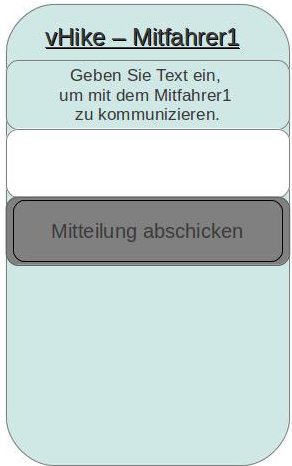 vHike – Mitfahrer1
Geben Sie Text ein,
um mit dem Mitfahrer1
zu kommunizieren.
Mitteilung abschicken